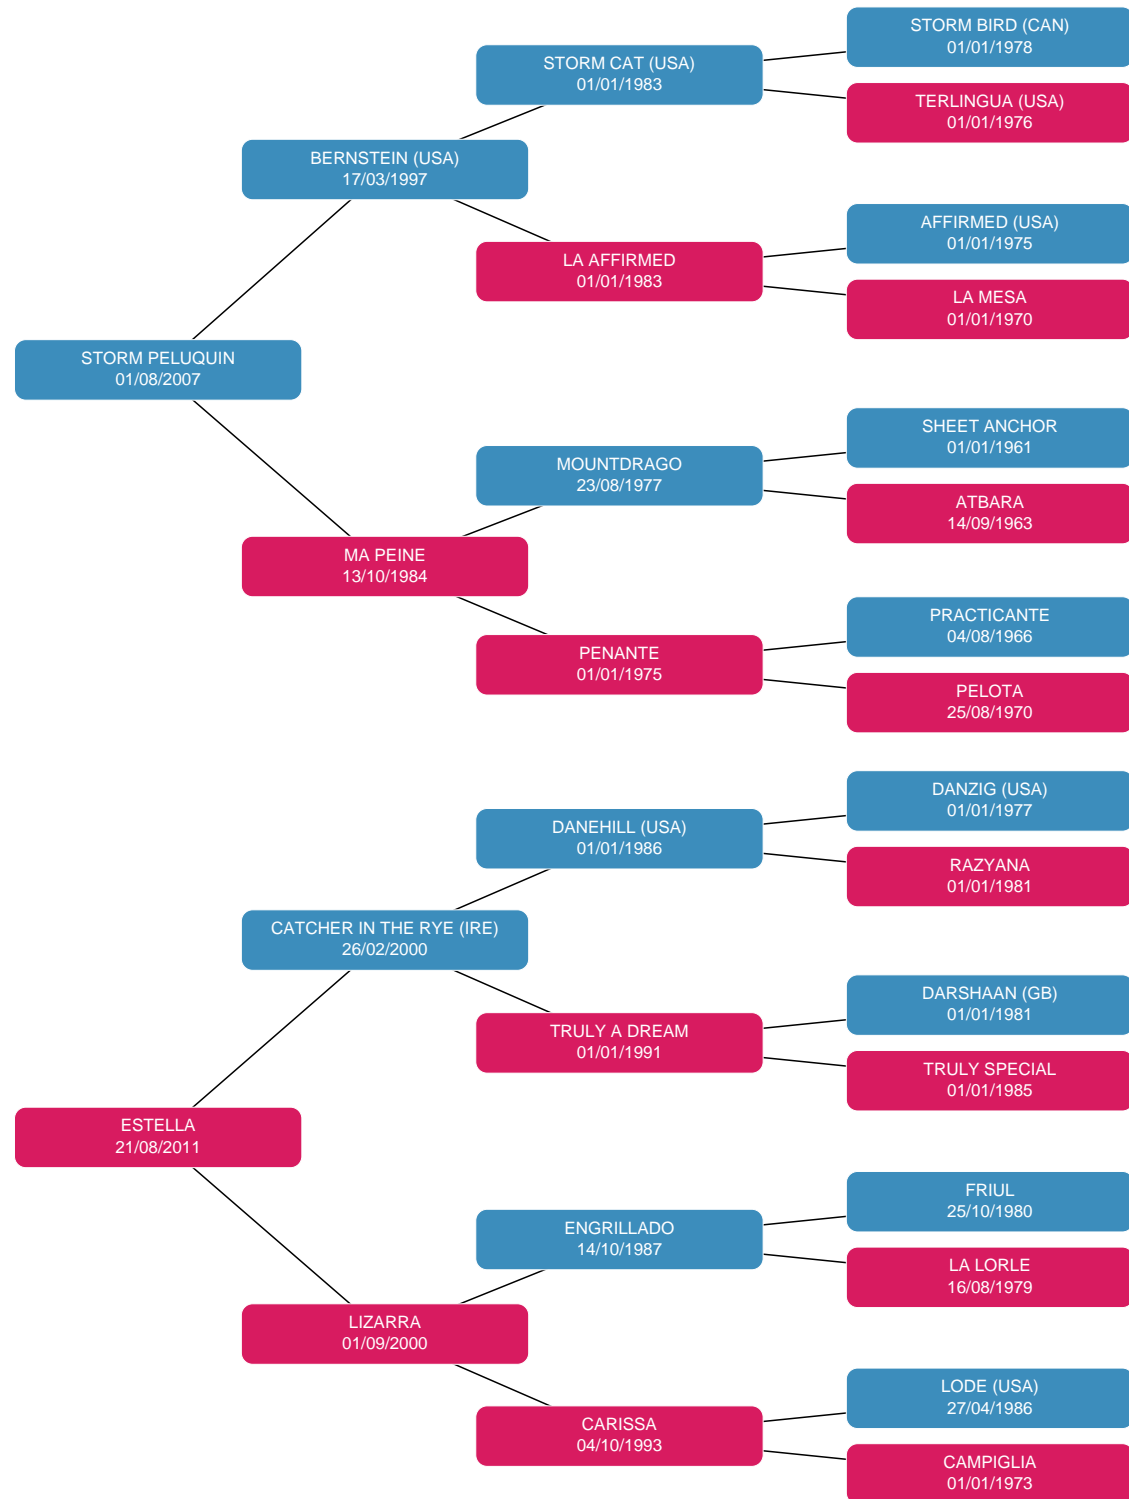 STORM BIRD (CAN)
01/01/1978
STORM CAT (USA)
01/01/1983
TERLINGUA (USA)
01/01/1976
BERNSTEIN (USA)
17/03/1997
AFFIRMED (USA)
01/01/1975
LA AFFIRMED
01/01/1983
LA MESA
01/01/1970
STORM PELUQUIN
01/08/2007
SHEET ANCHOR
01/01/1961
MOUNTDRAGO
23/08/1977
ATBARA
14/09/1963
MA PEINE
13/10/1984
PRACTICANTE
04/08/1966
PENANTE
01/01/1975
PELOTA
25/08/1970
DANZIG (USA)
01/01/1977
DANEHILL (USA)
01/01/1986
RAZYANA
01/01/1981
CATCHER IN THE RYE (IRE)
26/02/2000
DARSHAAN (GB)
01/01/1981
TRULY A DREAM
01/01/1991
TRULY SPECIAL
01/01/1985
ESTELLA
21/08/2011
FRIUL
25/10/1980
ENGRILLADO
14/10/1987
LA LORLE
16/08/1979
LIZARRA
01/09/2000
LODE (USA)
27/04/1986
CARISSA
04/10/1993
CAMPIGLIA
01/01/1973